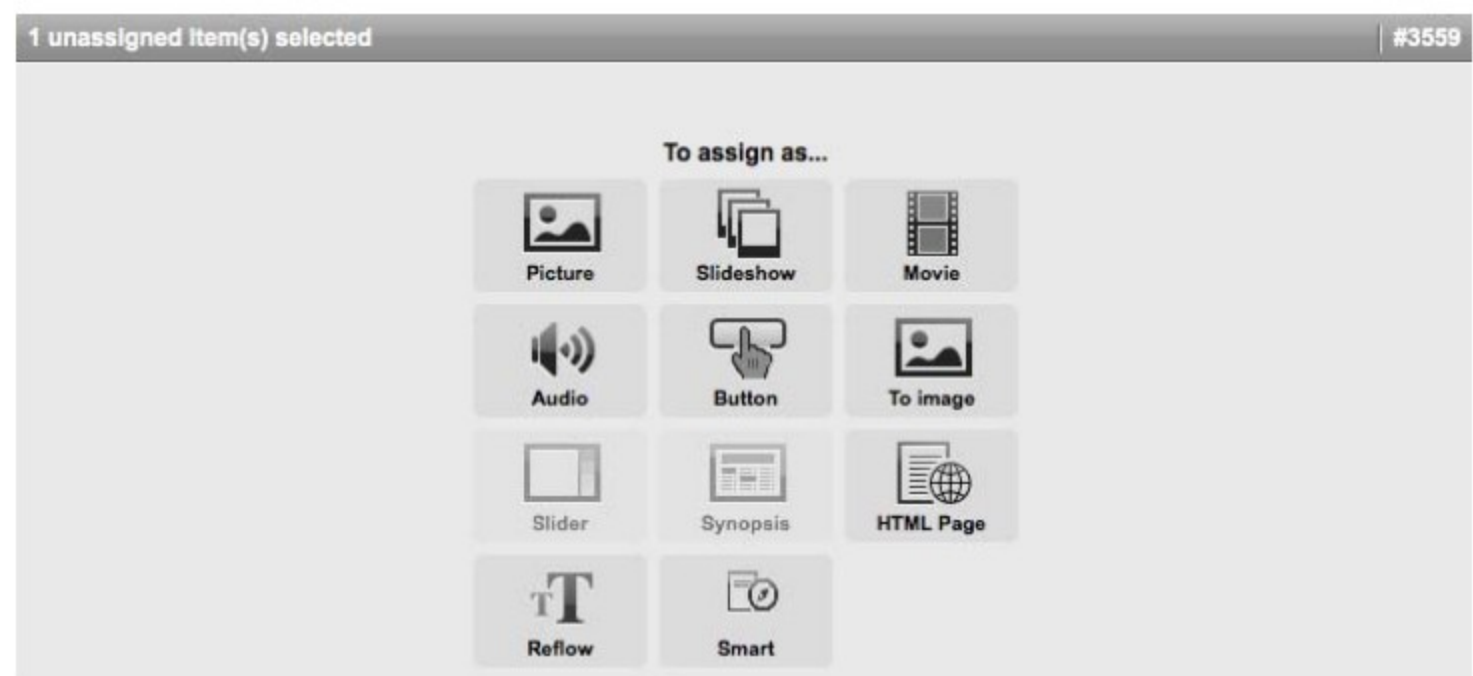 1 unassigned item(s) selected #3559
To assign as...
Picture Slideshow Movie
Audio Button To image
Slider Synopsis HTML Page
TT
Reflow Smart